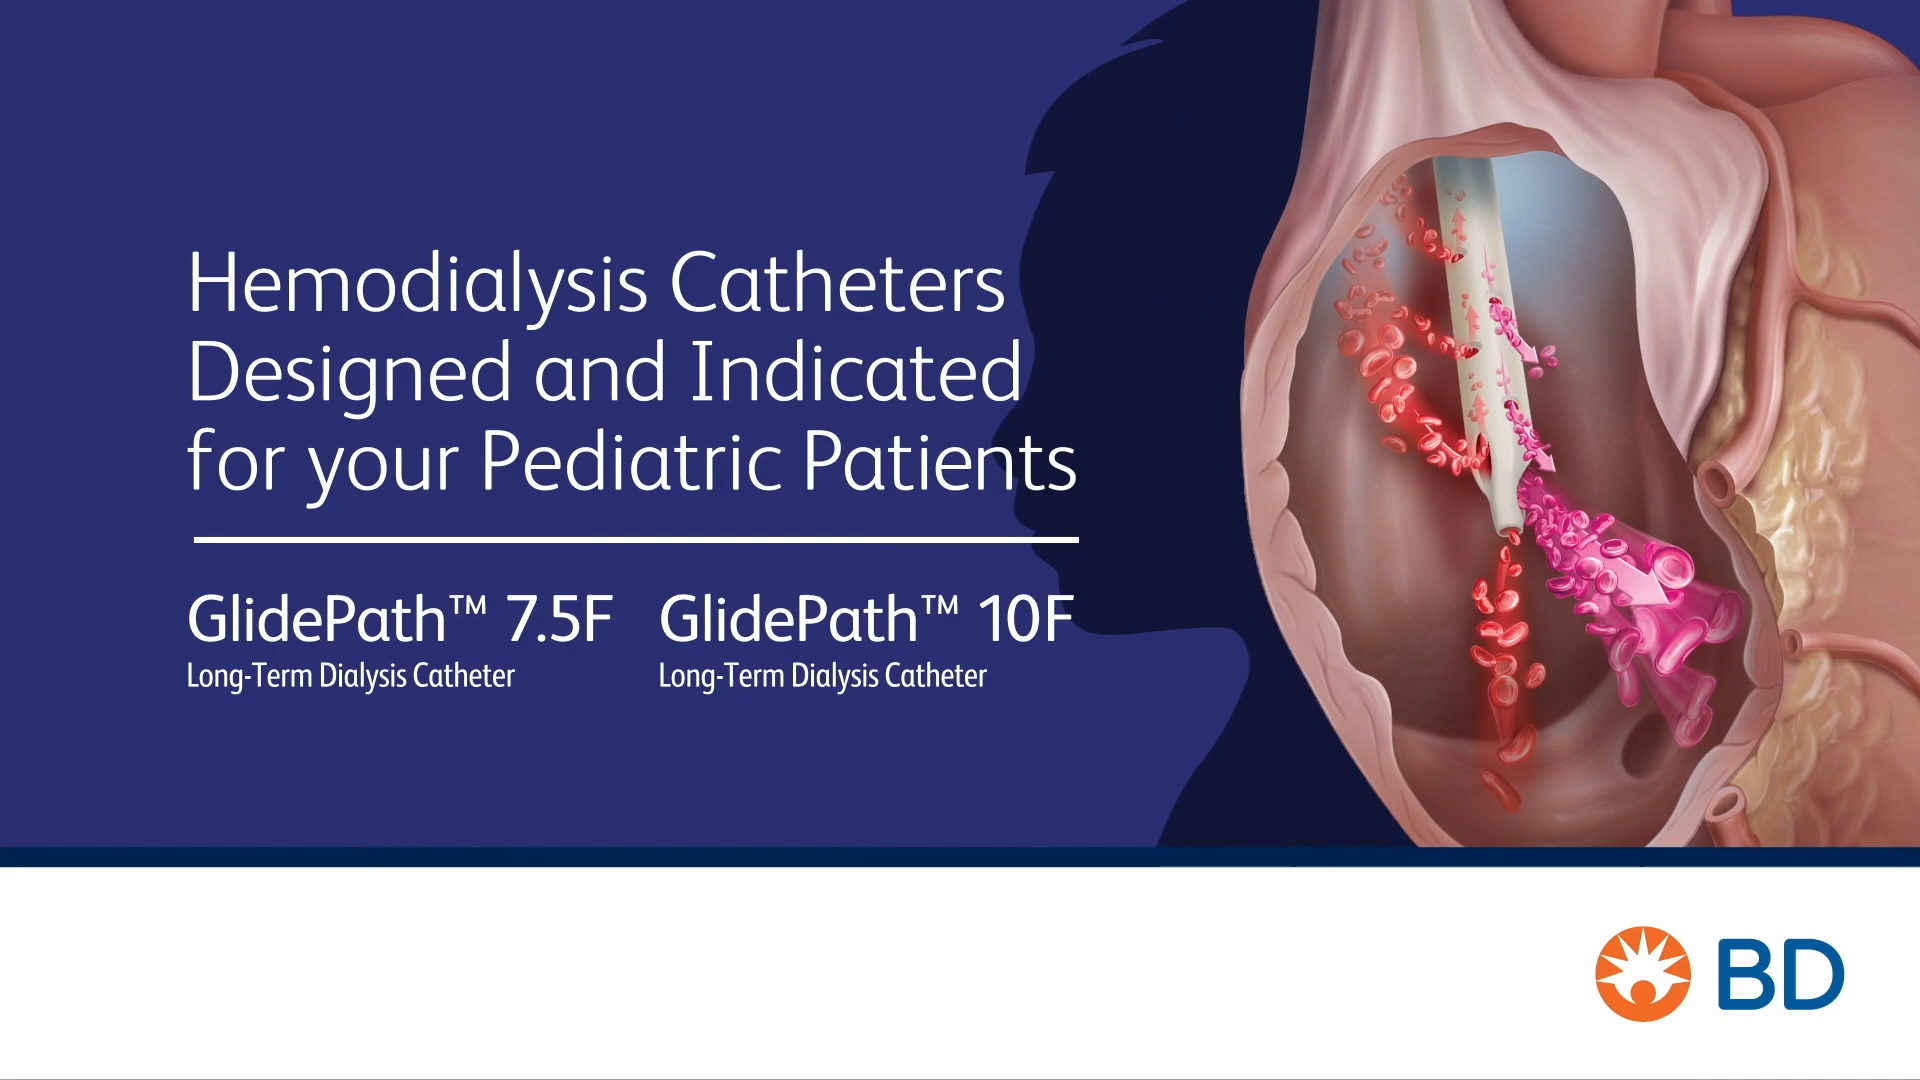 Hemodialysis Catheters
Designed and Indicated
for your Pediatric Patients
GlidePath™ 7.5F GlidePath™ 10F
Long-Term Dialysis Catheter Long-Term Dialysis Catheter
BD